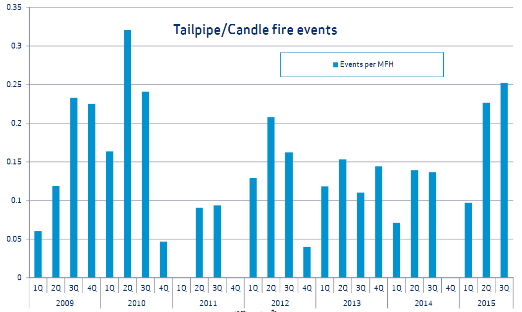 Tailpipe/Candle fire events
Events per MFH
0.35
0.3
0.25
0.2
0.15
0.1
0.05
0
1Q 2Q 3Q 4Q 1Q 2Q 3Q 4Q 1Q 2Q 3Q 4Q 1Q 2Q 3Q 4Q 1Q 2Q 3Q 4Q 1Q 2Q 3Q 4Q 1Q 2Q 3Q
2009 2010 2011 2012 2013 2014 2015